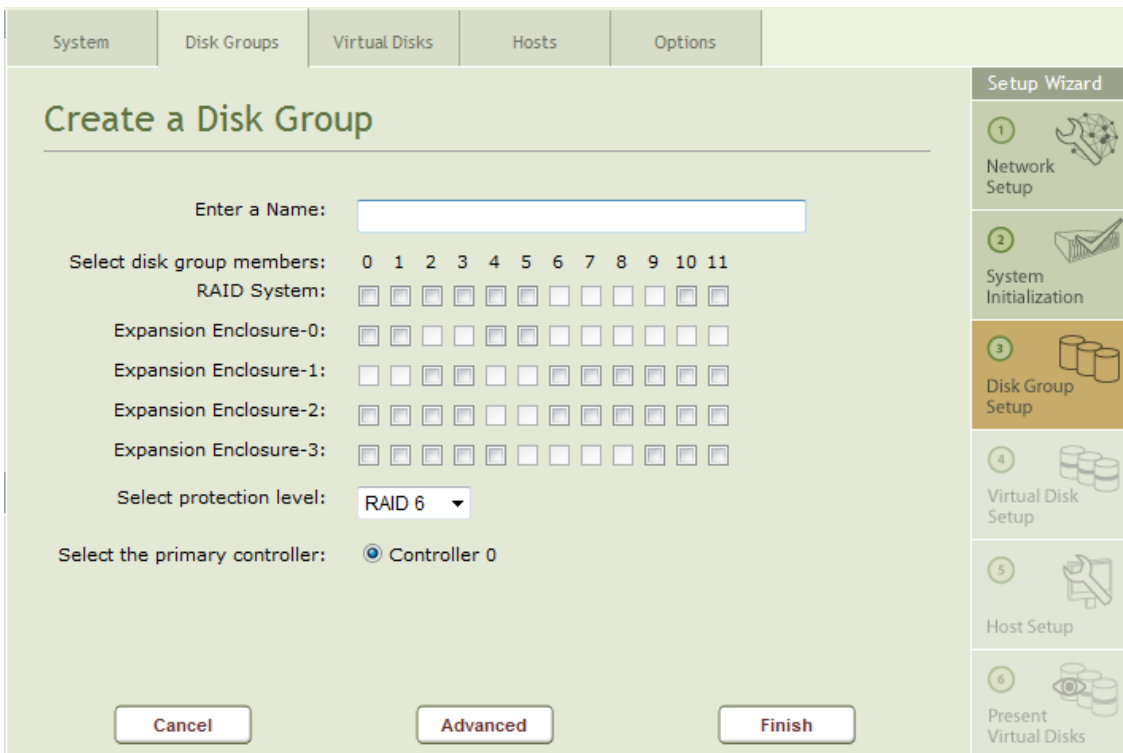 System Disk Groups Virtual Disks Hosts Options
Create a Disk Group
Enter a Name:
Select disk group members: 0 1 2 3 4 5 6 7 8 9 10 11
RAID System:
Expansion Enclosure-0:
Expansion Enclosure-1:
Expansion Enclosure-2:
Expansion Enclosure-3:
Select protection level: RAID 6
Select the primary controller: Controller 0
Cancel Advanced Finish
Setup Wizard
1
Network
Setup
2
System
Initialization
3
Disk Group
Setup
4
Virtual Disk
Setup
5
Host Setup
6
Present
Virtual Disks